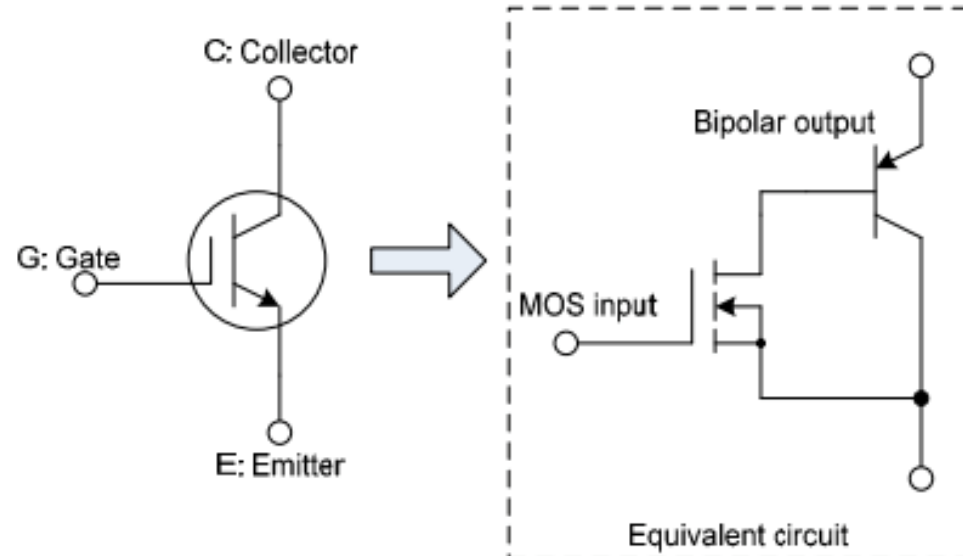 C: Collector
Bipolar output
G: Gate
MOS input
E: Emitter
Equivalent circuit